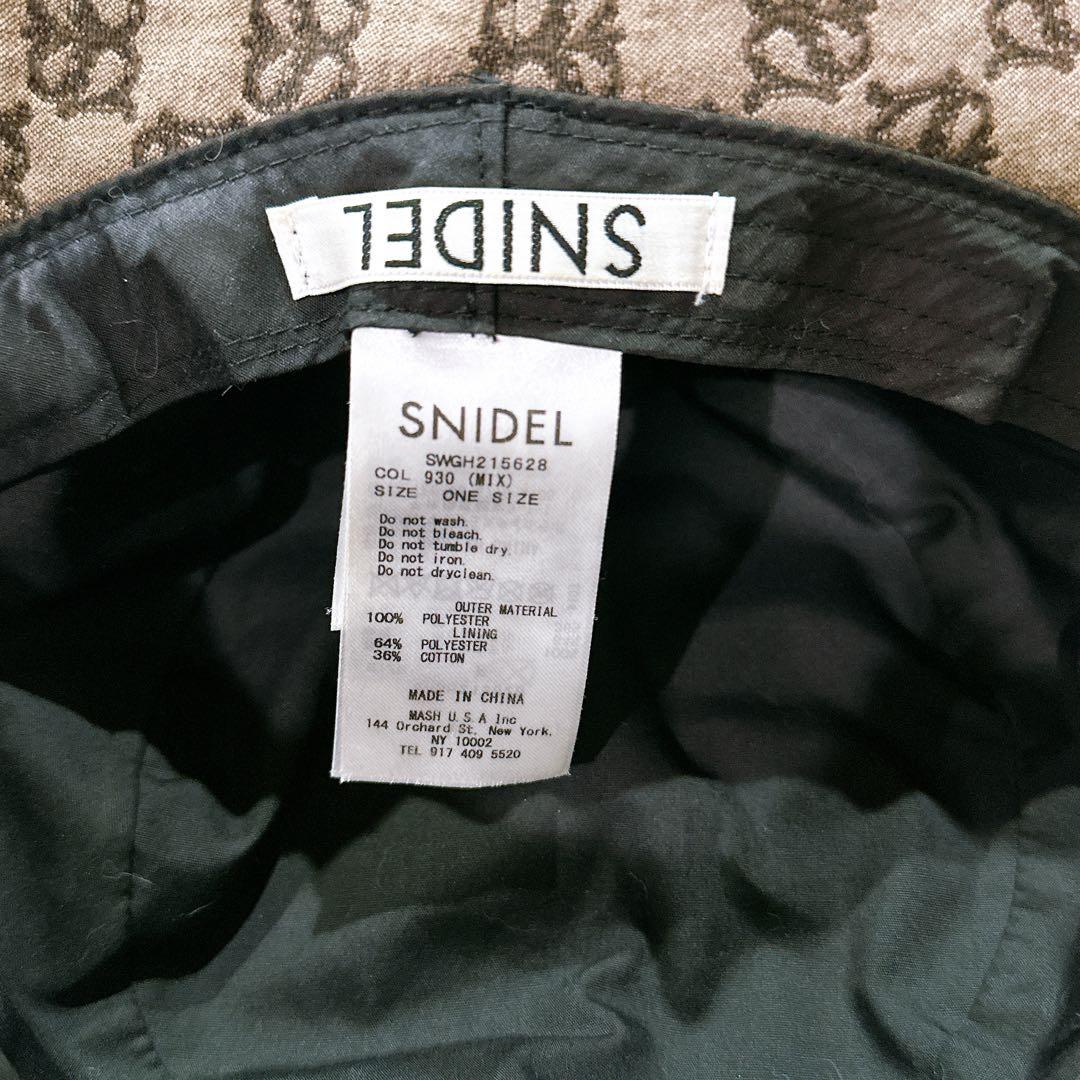 SNIDEL
SNIDEL
SWGH215628
COL 930 (MIX)
SIZE ONE SIZE
Do not wash.
Do not bleach.
Do not tumble dry.
Do not iron.
Do not dryclean.
OUTER MATERIAL
100% POLYESTER
LINING
64% POLYESTER
36% COTTON
MADE IN CHINA
MASH U.S.A Inc
144 Orchard St, New York,
NY 10002
TEL 917 409 5520